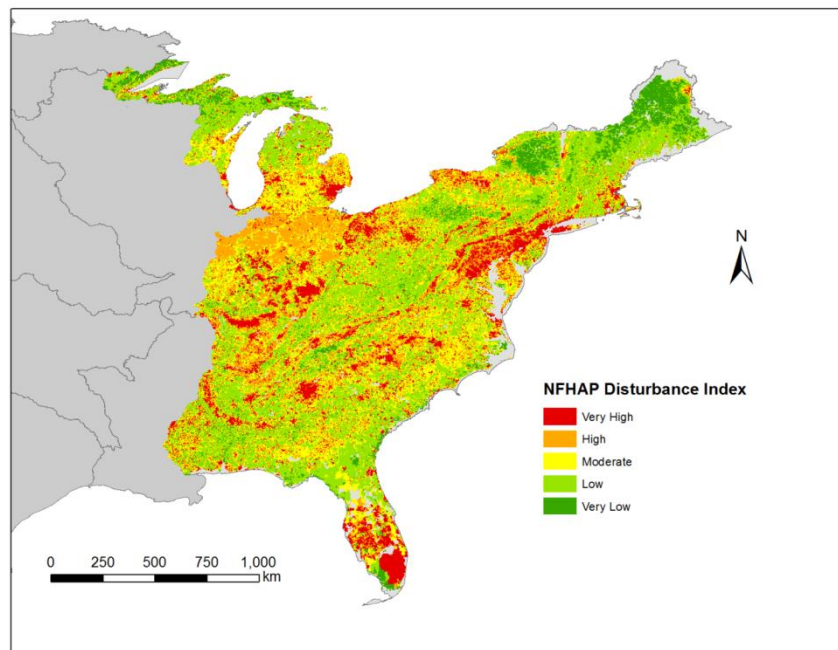 N
NFHAP Disturbance Index
Very High
High
Moderate
Low
Very Low
0 250 500 750 1,000
km